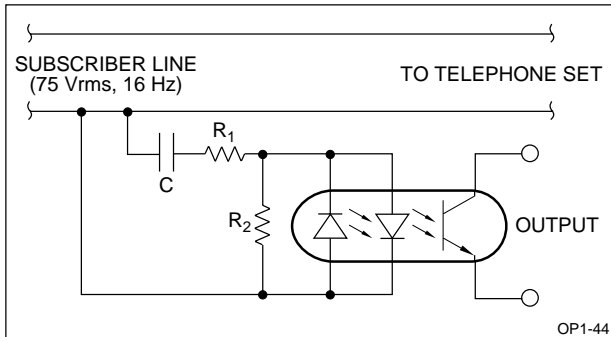 SUBSCRIBER LINE
(75 Vrms, 16 Hz)
TO TELEPHONE SET
R1
C
R2
OUTPUT
OP1-44